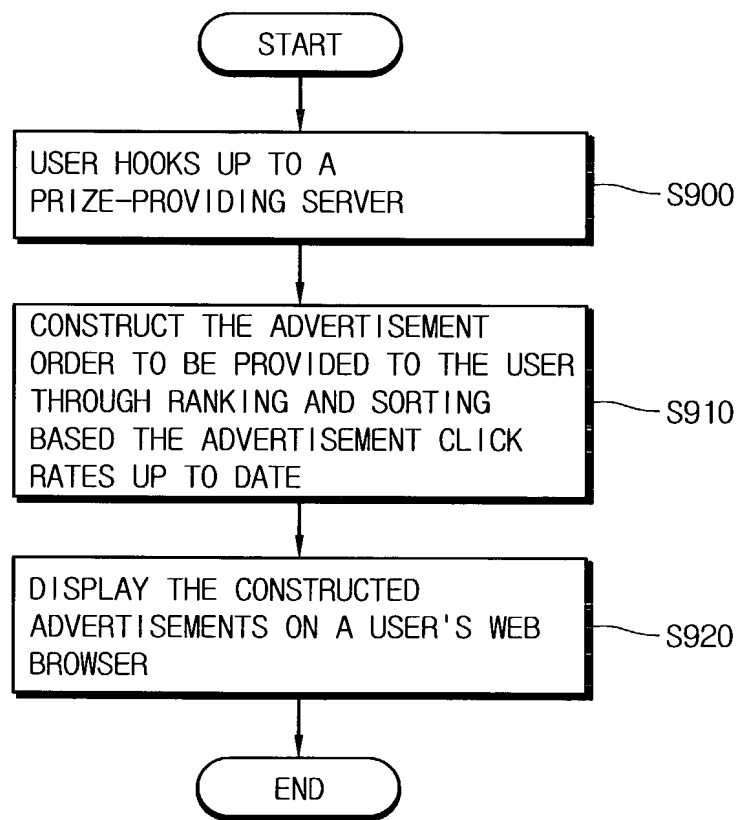 START
USER HOOKS UP TO A
PRIZE-PROVIDING SERVER
S900
CONSTRUCT THE ADVERTISEMENT
ORDER TO BE PROVIDED TO THE USER
THROUGH RANKING AND SORTING
BASED THE ADVERTISEMENT CLICK
RATES UP TO DATE
S910
DISPLAY THE CONSTRUCTED
ADVERTISEMENTS ON A USER'S WEB
BROWSER
S920
END